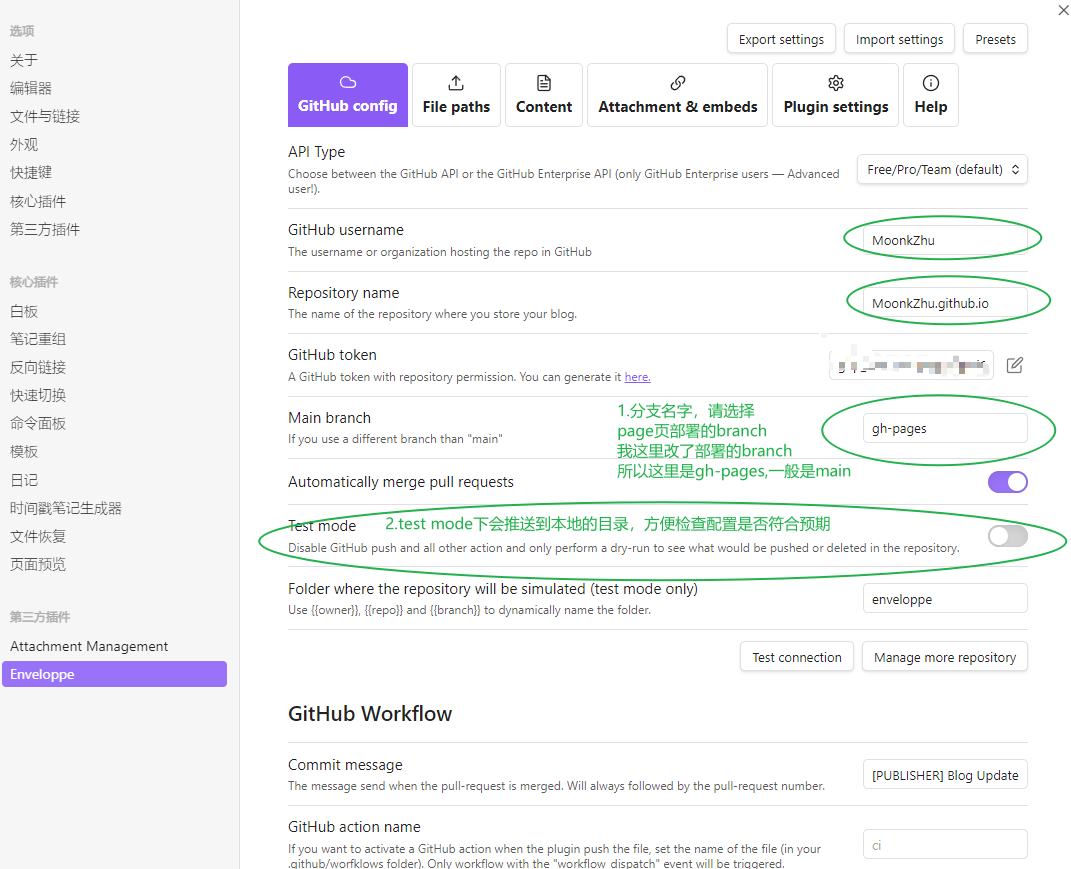 选项
关于
编辑器
文件与链接
外观
快捷键
核心插件
第三方插件
核心插件
白板
笔记重组
反向链接
快速切换
命令面板
模板
日记
时间戳笔记生成器
文件恢复
页面预览
第三方插件
Attachment Management
Enveloppe
Export settings
Import settings
Presets
GitHub config
File paths
Content
Attachment & embeds
Plugin settings
Help
API Type
Choose between the GitHub API or the GitHub Enterprise API (only GitHub Enterprise users — Advanced
user!).
Free/Pro/Team (default)
GitHub username
The username or organization hosting the repo in GitHub
MoonkZhu
Repository name
The name of the repository where you store your blog.
MoonkZhu.github.io
GitHub token
A GitHub token with repository permission. You can generate it here.
Main branch
If you use a different branch than "main"
1.分支名字，请选择
page页部署的branch
我这里改了部署的branch
所以这里是gh-pages,一般是main
gh-pages
Automatically merge pull requests
Test mode
2.test mode下会推送到本地的目录，方便检查配置是否符合预期
Disable GitHub push and all other action and only perform a dry-run to see what would be pushed or deleted in the repository.
Folder where the repository will be simulated (test mode only)
Use {{owner}}, {{repo}} and {{branch}} to dynamically name the folder.
enveloppe
Test connection
Manage more repository
GitHub Workflow
Commit message
The message send when the pull-request is merged. Will always followed by the pull-request number.
[PUBLISHER] Blog Update
GitHub action name
If you want to activate a GitHub action when the plugin push the file, set the name of the file (in your
.github/worfklows folder). Only workflow with the "workflow_dispatch" event will be triggered.
ci